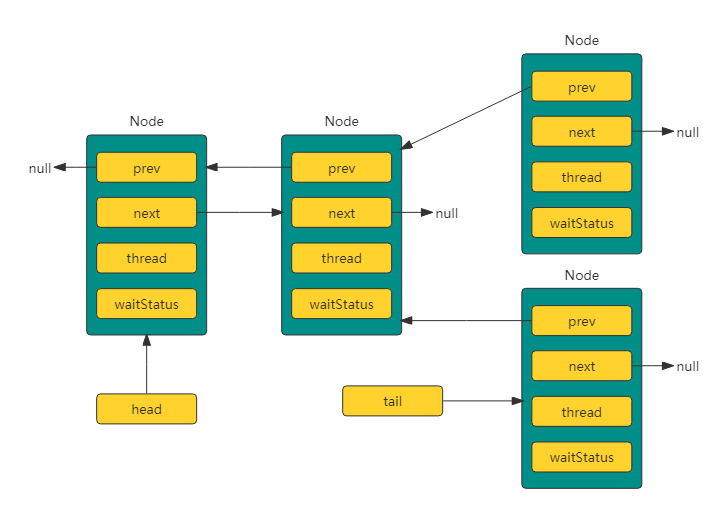 Node
null
prev
next
thread
waitStatus
head
Node
prev
next
null
thread
waitStatus
tail
Node
prev
next
null
thread
waitStatus
Node
prev
next
null
thread
waitStatus